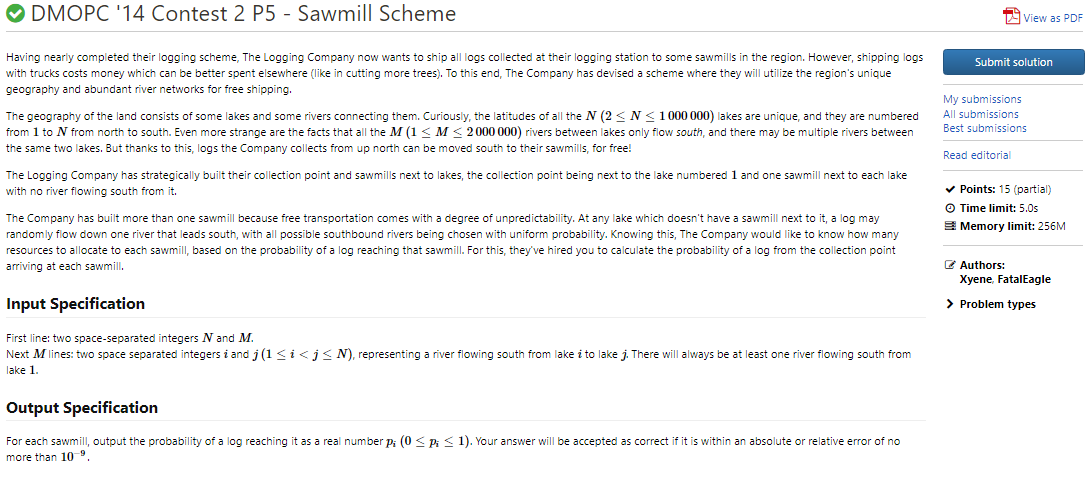 DMOPC '14 Contest 2 P5 - Sawmill Scheme
View as PDF
Having nearly completed their logging scheme, The Logging Company now wants to ship all logs collected at their logging station to some sawmills in the region. However, shipping logs
with trucks costs money which can be better spent elsewhere (like in cutting more trees). To this end, The Company has devised a scheme where they will utilize the region's unique
geography and abundant river networks for free shipping.
The geography of the land consists of some lakes and some rivers connecting them. Curiously, the latitudes of all the N (2 ≤ N ≤ 1 000 000) lakes are unique, and they are numbered
from 1 to N from north to south. Even more strange are the facts that all the M (1 ≤ M ≤ 2 000 000) rivers between lakes only flow south, and there may be multiple rivers between
the same two lakes. But thanks to this, logs the Company collects from up north can be moved south to their sawmills, for free!
The Logging Company has strategically built their collection point and sawmills next to lakes, the collection point being next to the lake numbered 1 and one sawmill next to each lake
with no river flowing south from it.
The Company has built more than one sawmill because free transportation comes with a degree of unpredictability. At any lake which doesn't have a sawmill next to it, a log may
randomly flow down one river that leads south, with all possible southbound rivers being chosen with uniform probability. Knowing this, The Company would like to know how many
resources to allocate to each sawmill, based on the probability of a log reaching that sawmill. For this, they've hired you to calculate the probability of a log from the collection point
arriving at each sawmill.
Input Specification
First line: two space-separated integers N and M.
Next M lines: two space separated integers i and j (1 ≤ i < j ≤ N), representing a river flowing south from lake i to lake j. There will always be at least one river flowing south from
lake 1.
Output Specification
For each sawmill, output the probability of a log reaching it as a real number pᵢ (0 ≤ pᵢ ≤ 1). Your answer will be accepted as correct if it is within an absolute or relative error of no
more than 10⁻⁹.
Submit solution
My submissions
All submissions
Best submissions
Read editorial
Points: 15 (partial)
Time limit: 5.0s
Memory limit: 256M
Authors:
Xyene, FatalEagle
Problem types